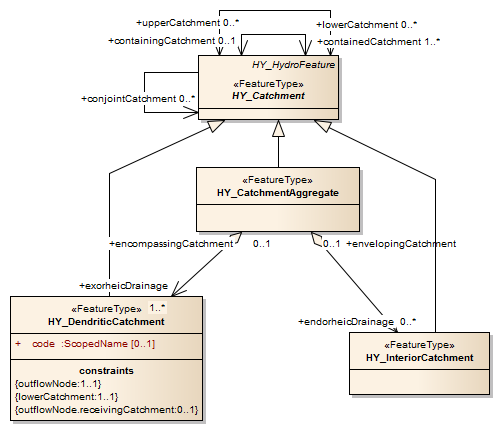 +upperCatchment 0..*
+lowerCatchment 0..*
+containingCatchment 0..1
+containedCatchment 1..*
HY_HydroFeature
«FeatureType»
HY_Catchment
+conjointCatchment 0..*
«FeatureType»
HY_CatchmentAggregate
+encompassingCatchment 0..1
0..1 +envelopingCatchment
+exorheicDrainage
1..*
«FeatureType»
HY_DendriticCatchment
+ code :ScopedName [0..1]
constraints
{outflowNode:1..1}
{lowerCatchment:1..1}
{outflowNode.receivingCatchment:0..1}
+endorheicDrainage 0..*
«FeatureType»
HY_InteriorCatchment